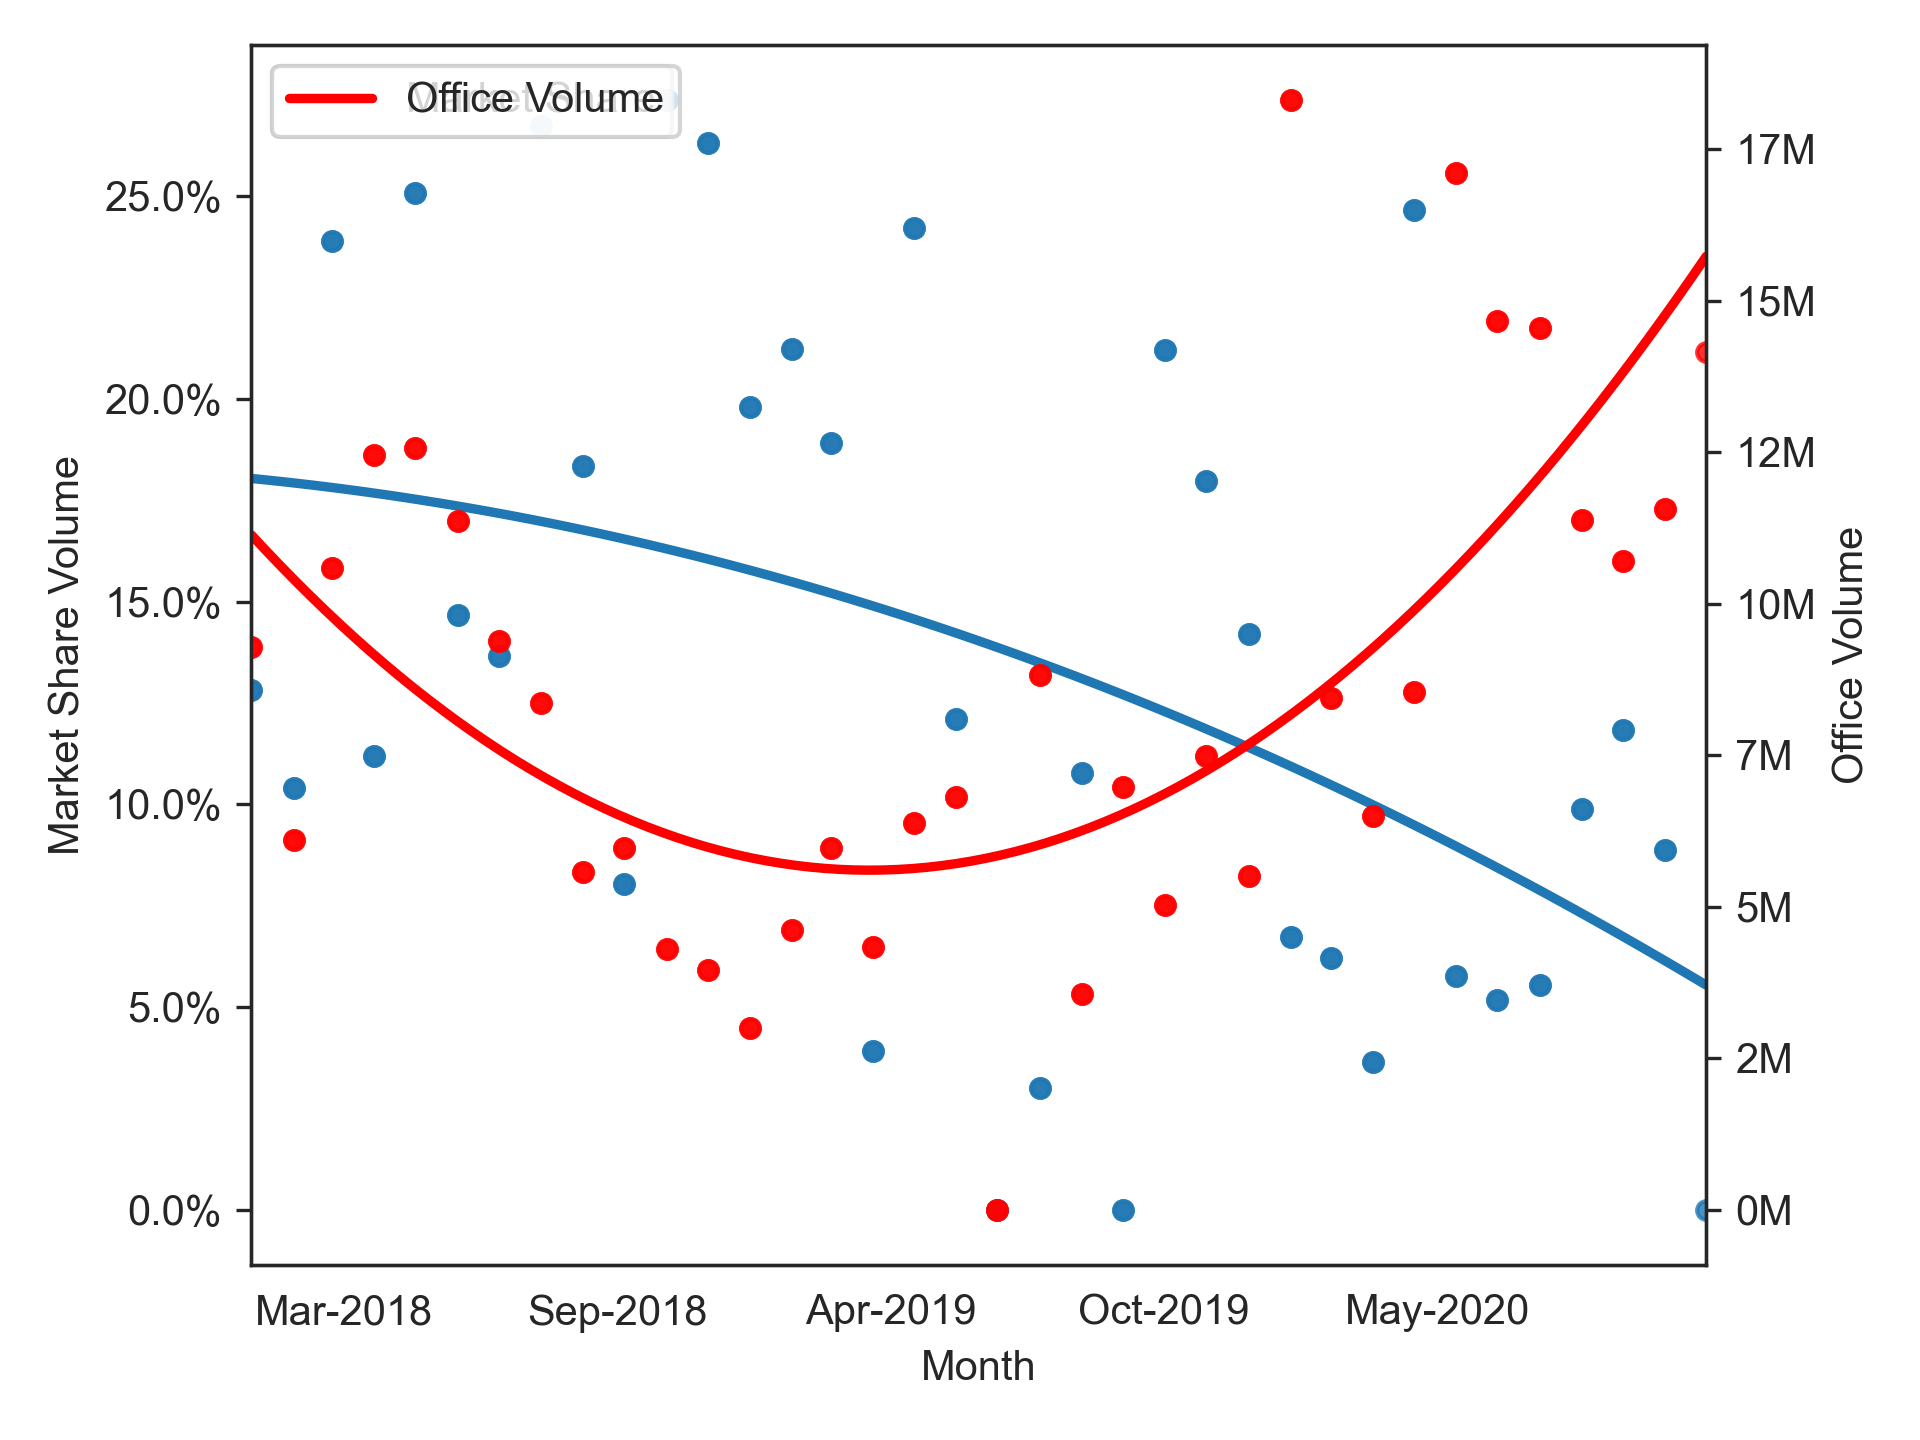 Market Share
Office Volume
25.0%
20.0%
15.0%
10.0%
5.0%
0.0%
Market Share Volume
17M
15M
12M
10M
7M
5M
2M
0M
Office Volume
Mar-2018
Sep-2018
Apr-2019
Oct-2019
May-2020
Month